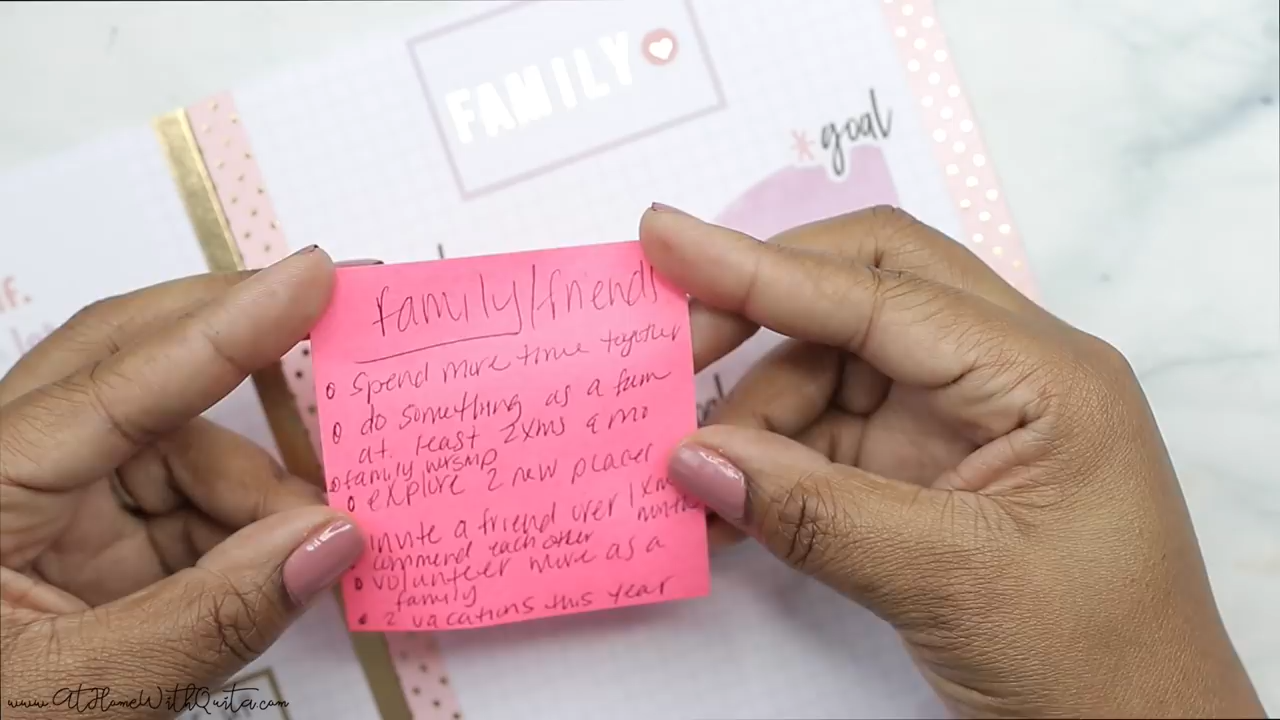 FAMILY
*goal
family/friends
spend more time together
do something as a fam
at least 2xms a mo
family wrshp
explore 2 new places
invite a friend over 1x
month
commend each other
volunteer more as a
family
2 vacations this year
www.AtHomeWithQuita.com